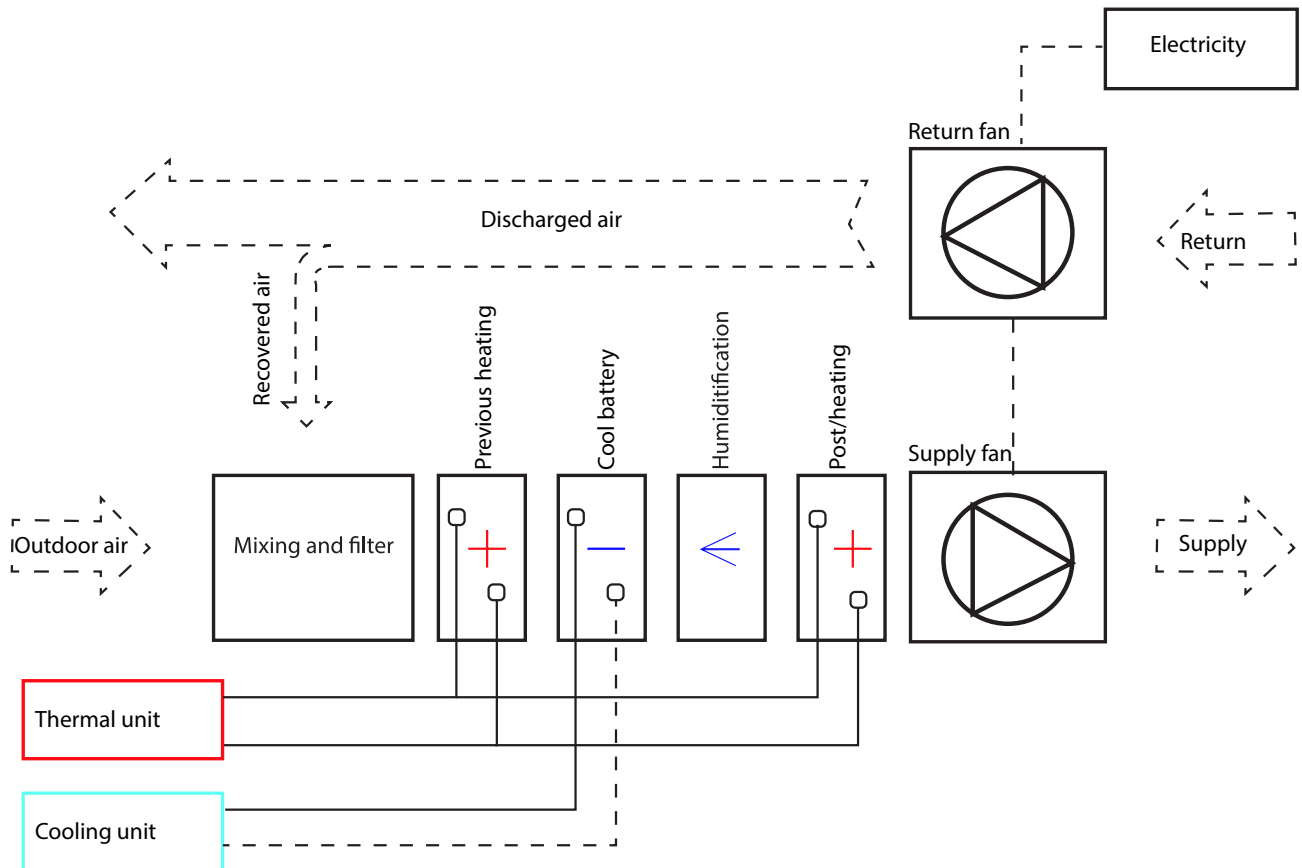 Electricity
Return fan
Discharged air
Return
Recovered air
Previous heating
Cool battery
Humiditification
Post/heating
Supply fan
Outdoor air
Mixing and filter
Supply
Thermal unit
Cooling unit